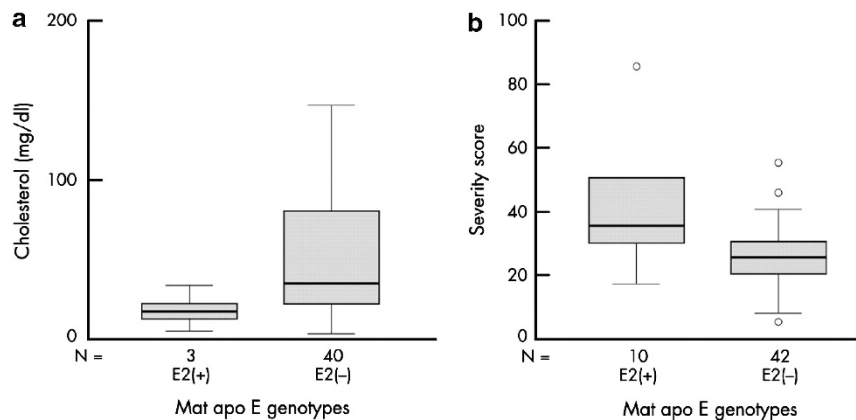 a
200
100
0
Cholesterol (mg/dl)
N = 3 40
E2(+) E2(–)
Mat apo E genotypes
b
100
80
60
40
20
0
Severity score
N = 10 42
E2(+) E2(–)
Mat apo E genotypes